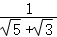 1
√5 + √3